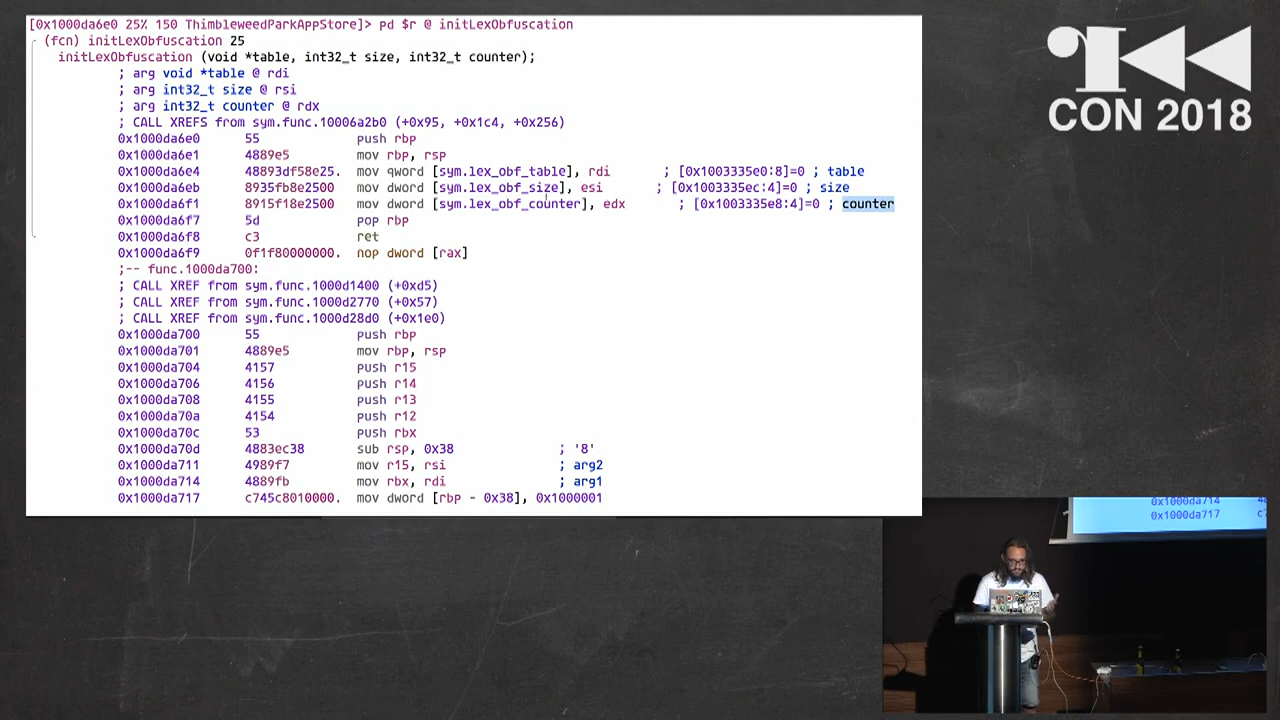 [0x1000da6e0 25% 150 ThimbleweedParkAppStore]> pd $r @ initLexObfuscation
(fcn) initLexObfuscation 25
initLexObfuscation (void *table, int32_t size, int32_t counter);
; arg void *table @ rdi
; arg int32_t size @ rsi
; arg int32_t counter @ rdx
; CALL XREFS from sym.func.10006a2b0 (+0x95, +0x1c4, +0x256)
0x1000da6e0 55 push rbp
0x1000da6e1 4889e5 mov rbp, rsp
0x1000da6e4 48893df58e25. mov qword [sym.lex_obf_table], rdi ; [0x1003335e0:8]=0 ; table
0x1000da6eb 8935fb8e2500 mov dword [sym.lex_obf_size], esi ; [0x1003335ec:4]=0 ; size
0x1000da6f1 8915f18e2500 mov dword [sym.lex_obf_counter], edx ; [0x1003335e8:4]=0 ; counter
0x1000da6f7 5d pop rbp
0x1000da6f8 c3 ret
0x1000da6f9 0f1f80000000. nop dword [rax]
;-- func.1000da700:
; CALL XREF from sym.func.1000d1400 (+0xd5)
; CALL XREF from sym.func.1000d2770 (+0x57)
; CALL XREF from sym.func.1000d28d0 (+0x1e0)
0x1000da700 55 push rbp
0x1000da701 4889e5 mov rbp, rsp
0x1000da704 4157 push r15
0x1000da706 4156 push r14
0x1000da708 4155 push r13
0x1000da70a 4154 push r12
0x1000da70c 53 push rbx
0x1000da70d 4883ec38 sub rsp, 0x38 ; '8'
0x1000da711 4989f7 mov r15, rsi ; arg2
0x1000da714 4889fb mov rbx, rdi ; arg1
0x1000da717 c745c8010000. mov dword [rbp - 0x38], 0x1000001
CON 2018
0x1000da714
0x1000da717